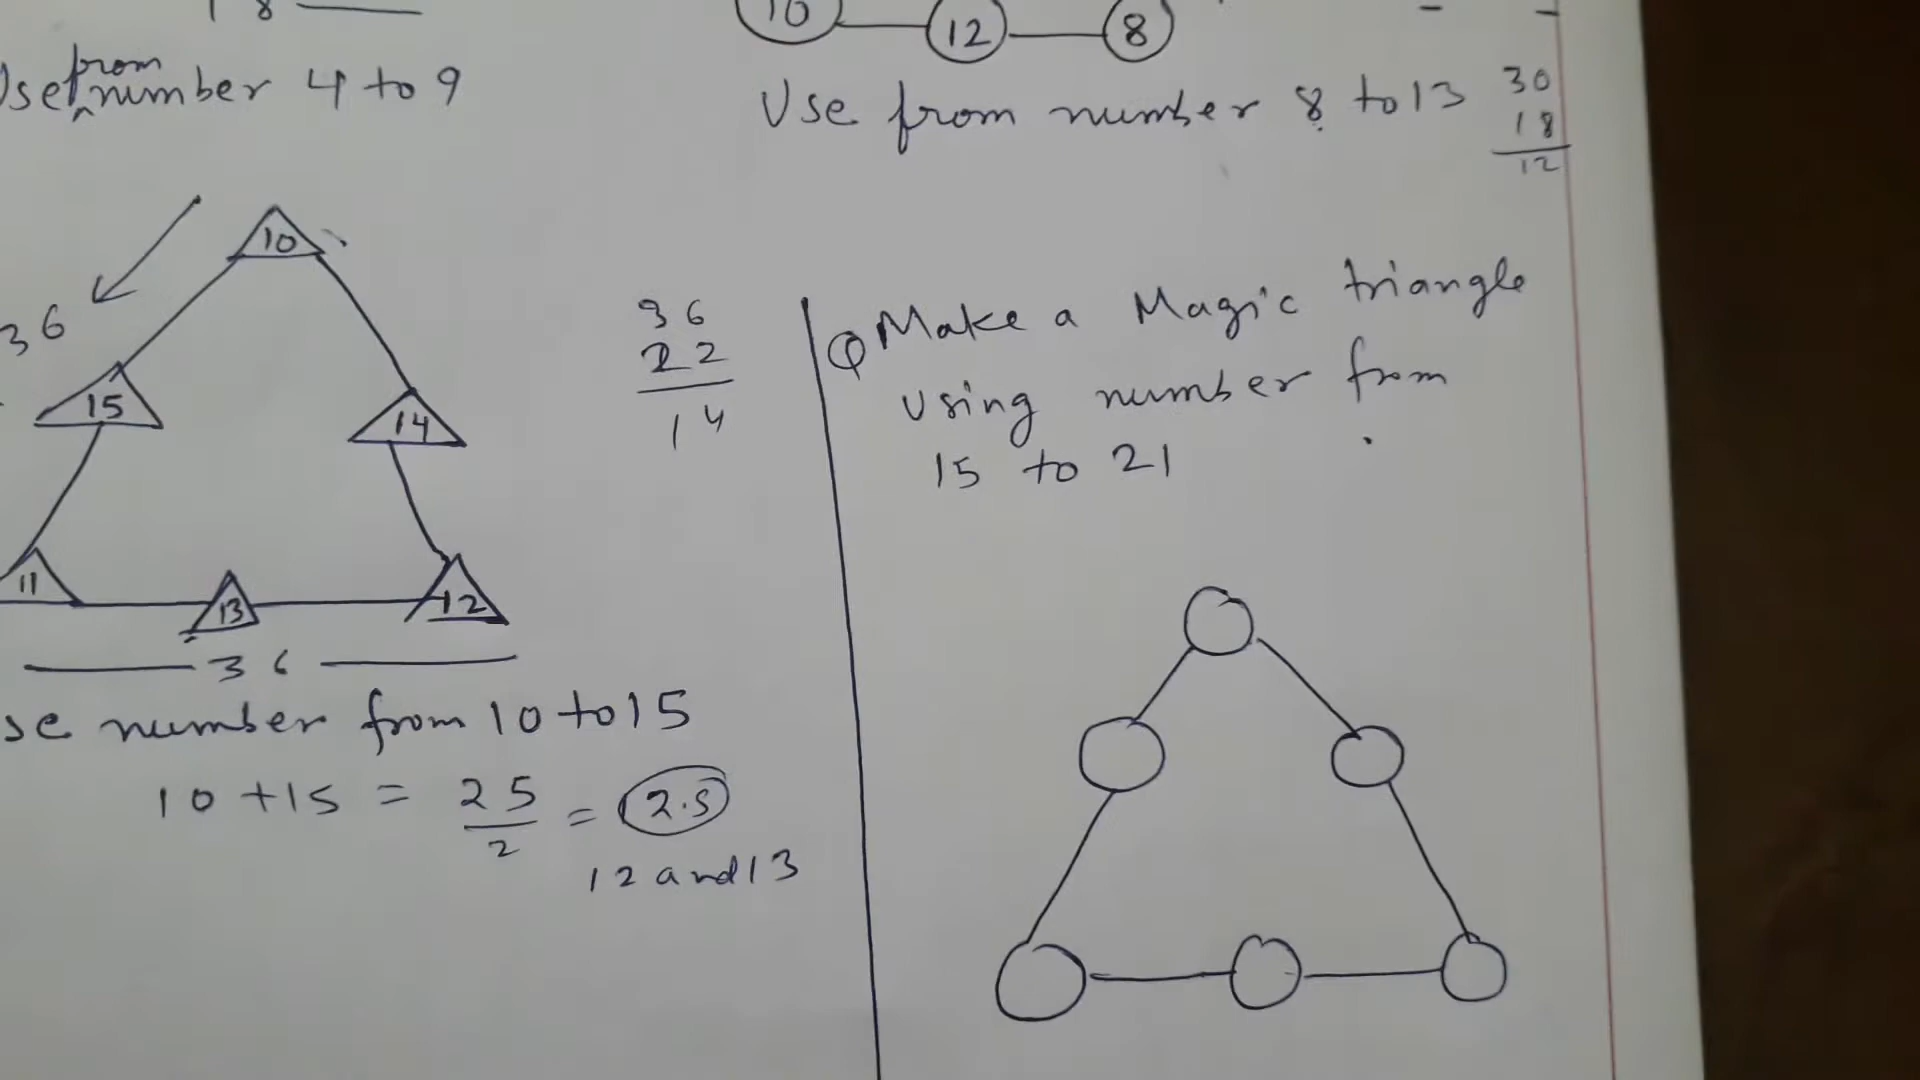 18
Use from number 4 to 9
10 12 8
Use from number 8 to 13
30
18
12
10
36
15
14
11
13
12
36
36
22
14
se number from 10 to 15
10 + 15 = 25/2 = 2.5
12 and 13
Q Make a Magic triangle
using number from
15 to 21